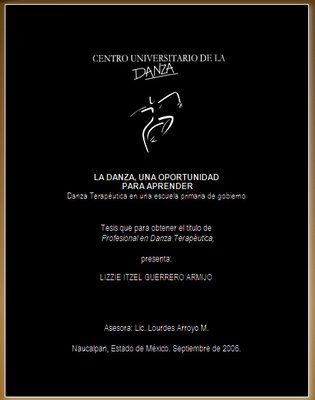 CENTRO UNIVERSITARIO DE LA
DANZA
LA DANZA, UNA OPORTUNIDAD
PARA APRENDER
Danza Terapéutica en una escuela primaria de gobierno
Tesis que para obtener el título de
Profesional en Danza Terapéutica,
presenta:
LIZZIE ITZEL GUERRERO ARMIJO
Asesora: Lic. Lourdes Arroyo M.
Naucalpan, Estado de México. Septiembre de 2006.